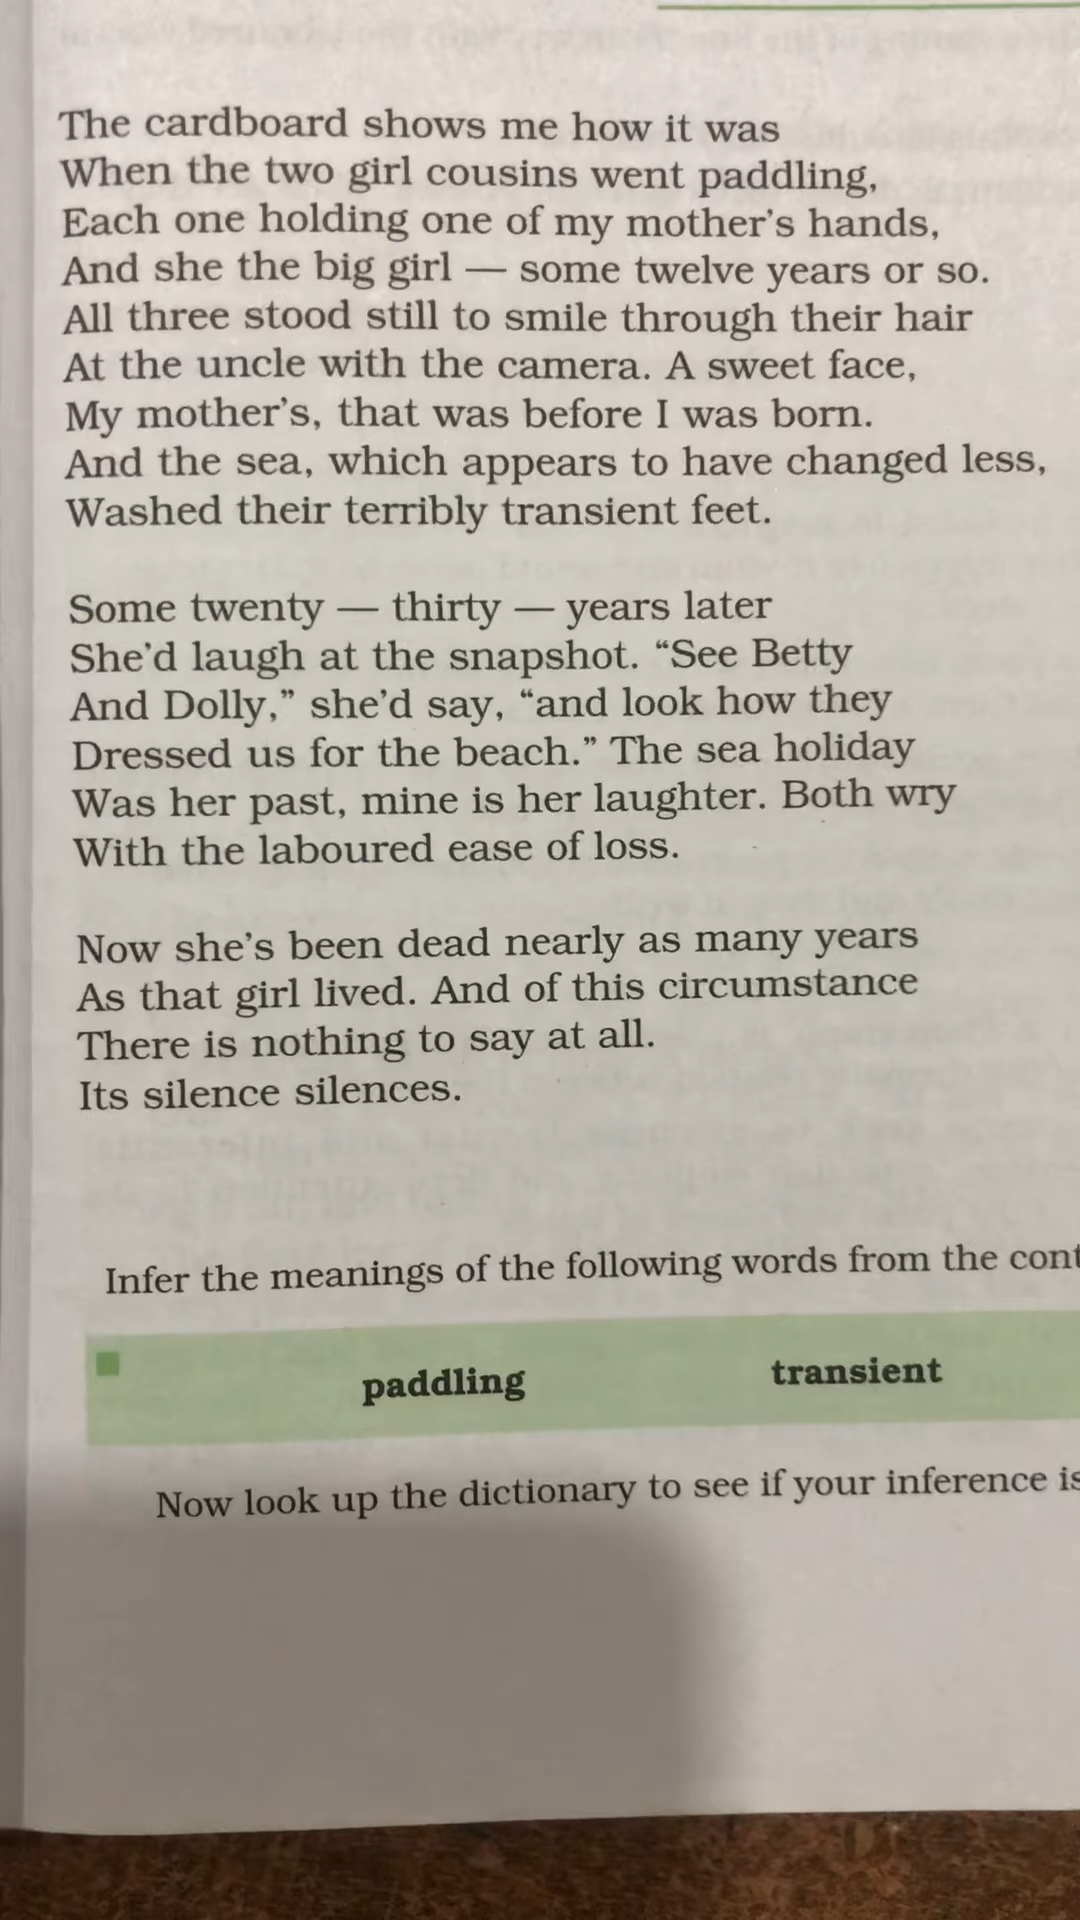 The cardboard shows me how it was
When the two girl cousins went paddling,
Each one holding one of my mother's hands,
And she the big girl — some twelve years or so.
All three stood still to smile through their hair
At the uncle with the camera. A sweet face,
My mother's, that was before I was born.
And the sea, which appears to have changed less,
Washed their terribly transient feet.
Some twenty — thirty — years later
She'd laugh at the snapshot. “See Betty
And Dolly,” she'd say, “and look how they
Dressed us for the beach.” The sea holiday
Was her past, mine is her laughter. Both wry
With the laboured ease of loss.
Now she's been dead nearly as many years
As that girl lived. And of this circumstance
There is nothing to say at all.
Its silence silences.
Infer the meanings of the following words from the
paddling transient
Now look up the dictionary to see if your inference is